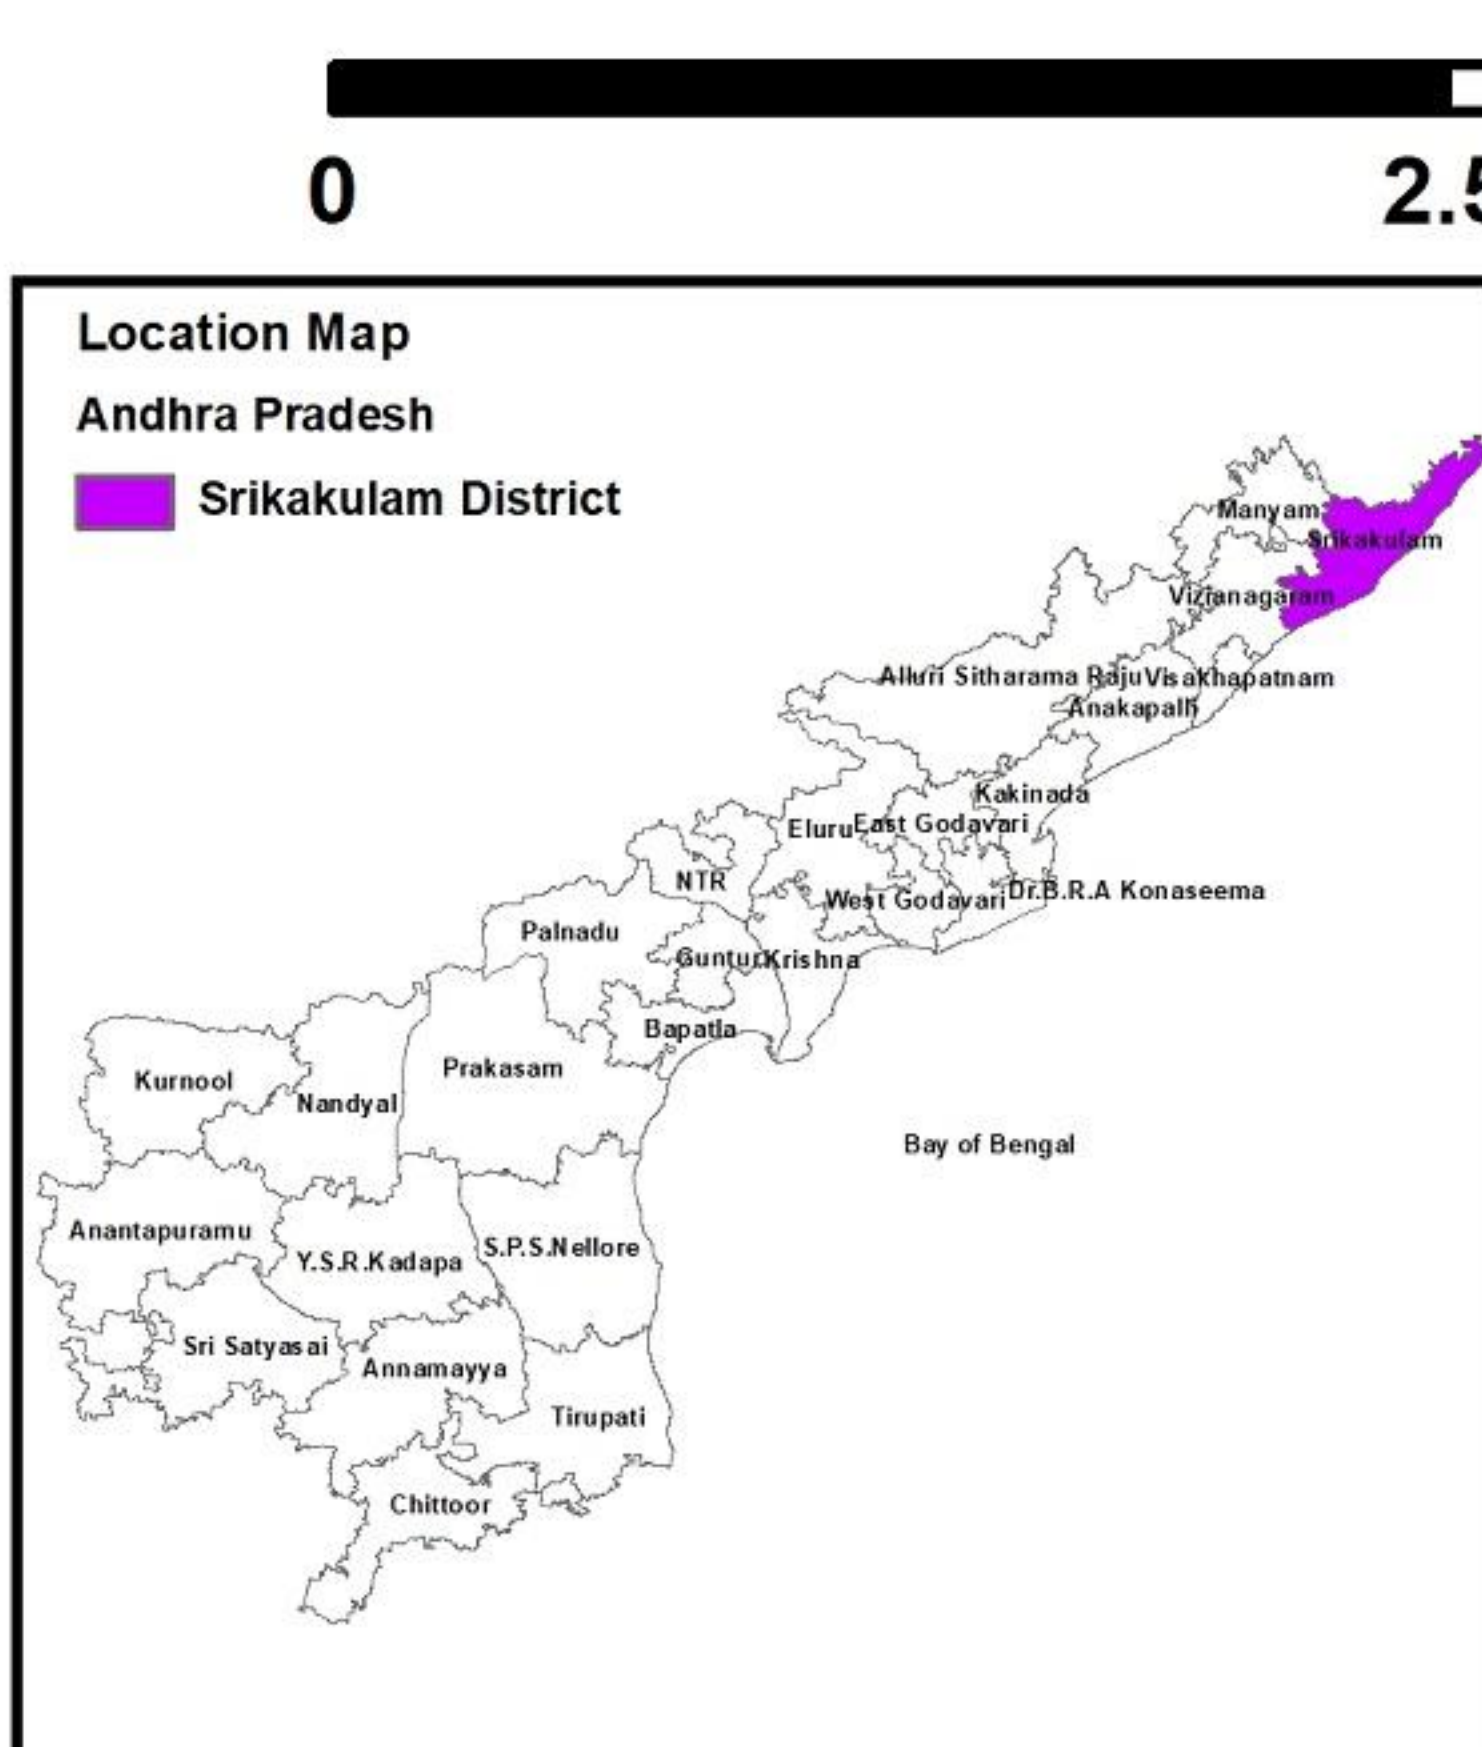 0 2.5
Location Map
Andhra Pradesh
Srikakulam District
Manyam
Srikakulam
Vizianagaram
Alluri Sitharama Raju Visakhapatnam
Anakapalli
Kakinada
Eluru East Godavari
NTR
West Godavari Dr.B.R.A Konaseema
Palnadu
Guntur Krishna
Bapatla
Prakasam
Kurnool
Nandyal
Bay of Bengal
Anantapuramu
Y.S.R.Kadapa
S.P.S.Nellore
Sri Satyasai
Annamayya
Tirupati
Chittoor